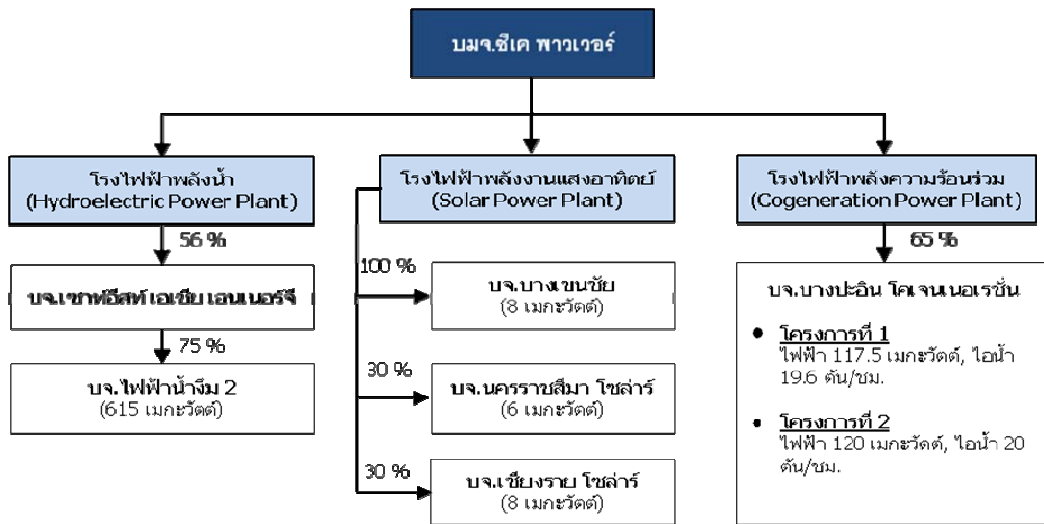 บมจ.ซีเค พาวเวอร์
โรงไฟฟ้าพลังน้ำ
(Hydroelectric Power Plant)
56 %
บจ.เซาท์อีสท์ เอเชีย เอนเนอร์จี
75 %
บจ.ไฟฟ้าน้ำงึม 2
(615 เมกะวัตต์)
โรงไฟฟ้าพลังงานแสงอาทิตย์
(Solar Power Plant)
100 %
บจ.บางเขนชัย
(8 เมกะวัตต์)
30 %
บจ.นครราชสีมา โซล่าร์
(6 เมกะวัตต์)
30 %
บจ.เชียงราย โซล่าร์
(8 เมกะวัตต์)
โรงไฟฟ้าพลังความร้อนร่วม
(Cogeneration Power Plant)
65 %
บจ.บางปะอิน โคเจนเนอเรชั่น
• โครงการที่ 1
ไฟฟ้า 117.5 เมกะวัตต์, ไอน้ำ
19.6 ตัน/ชม.
• โครงการที่ 2
ไฟฟ้า 120 เมกะวัตต์, ไอน้ำ 20
ตัน/ชม.